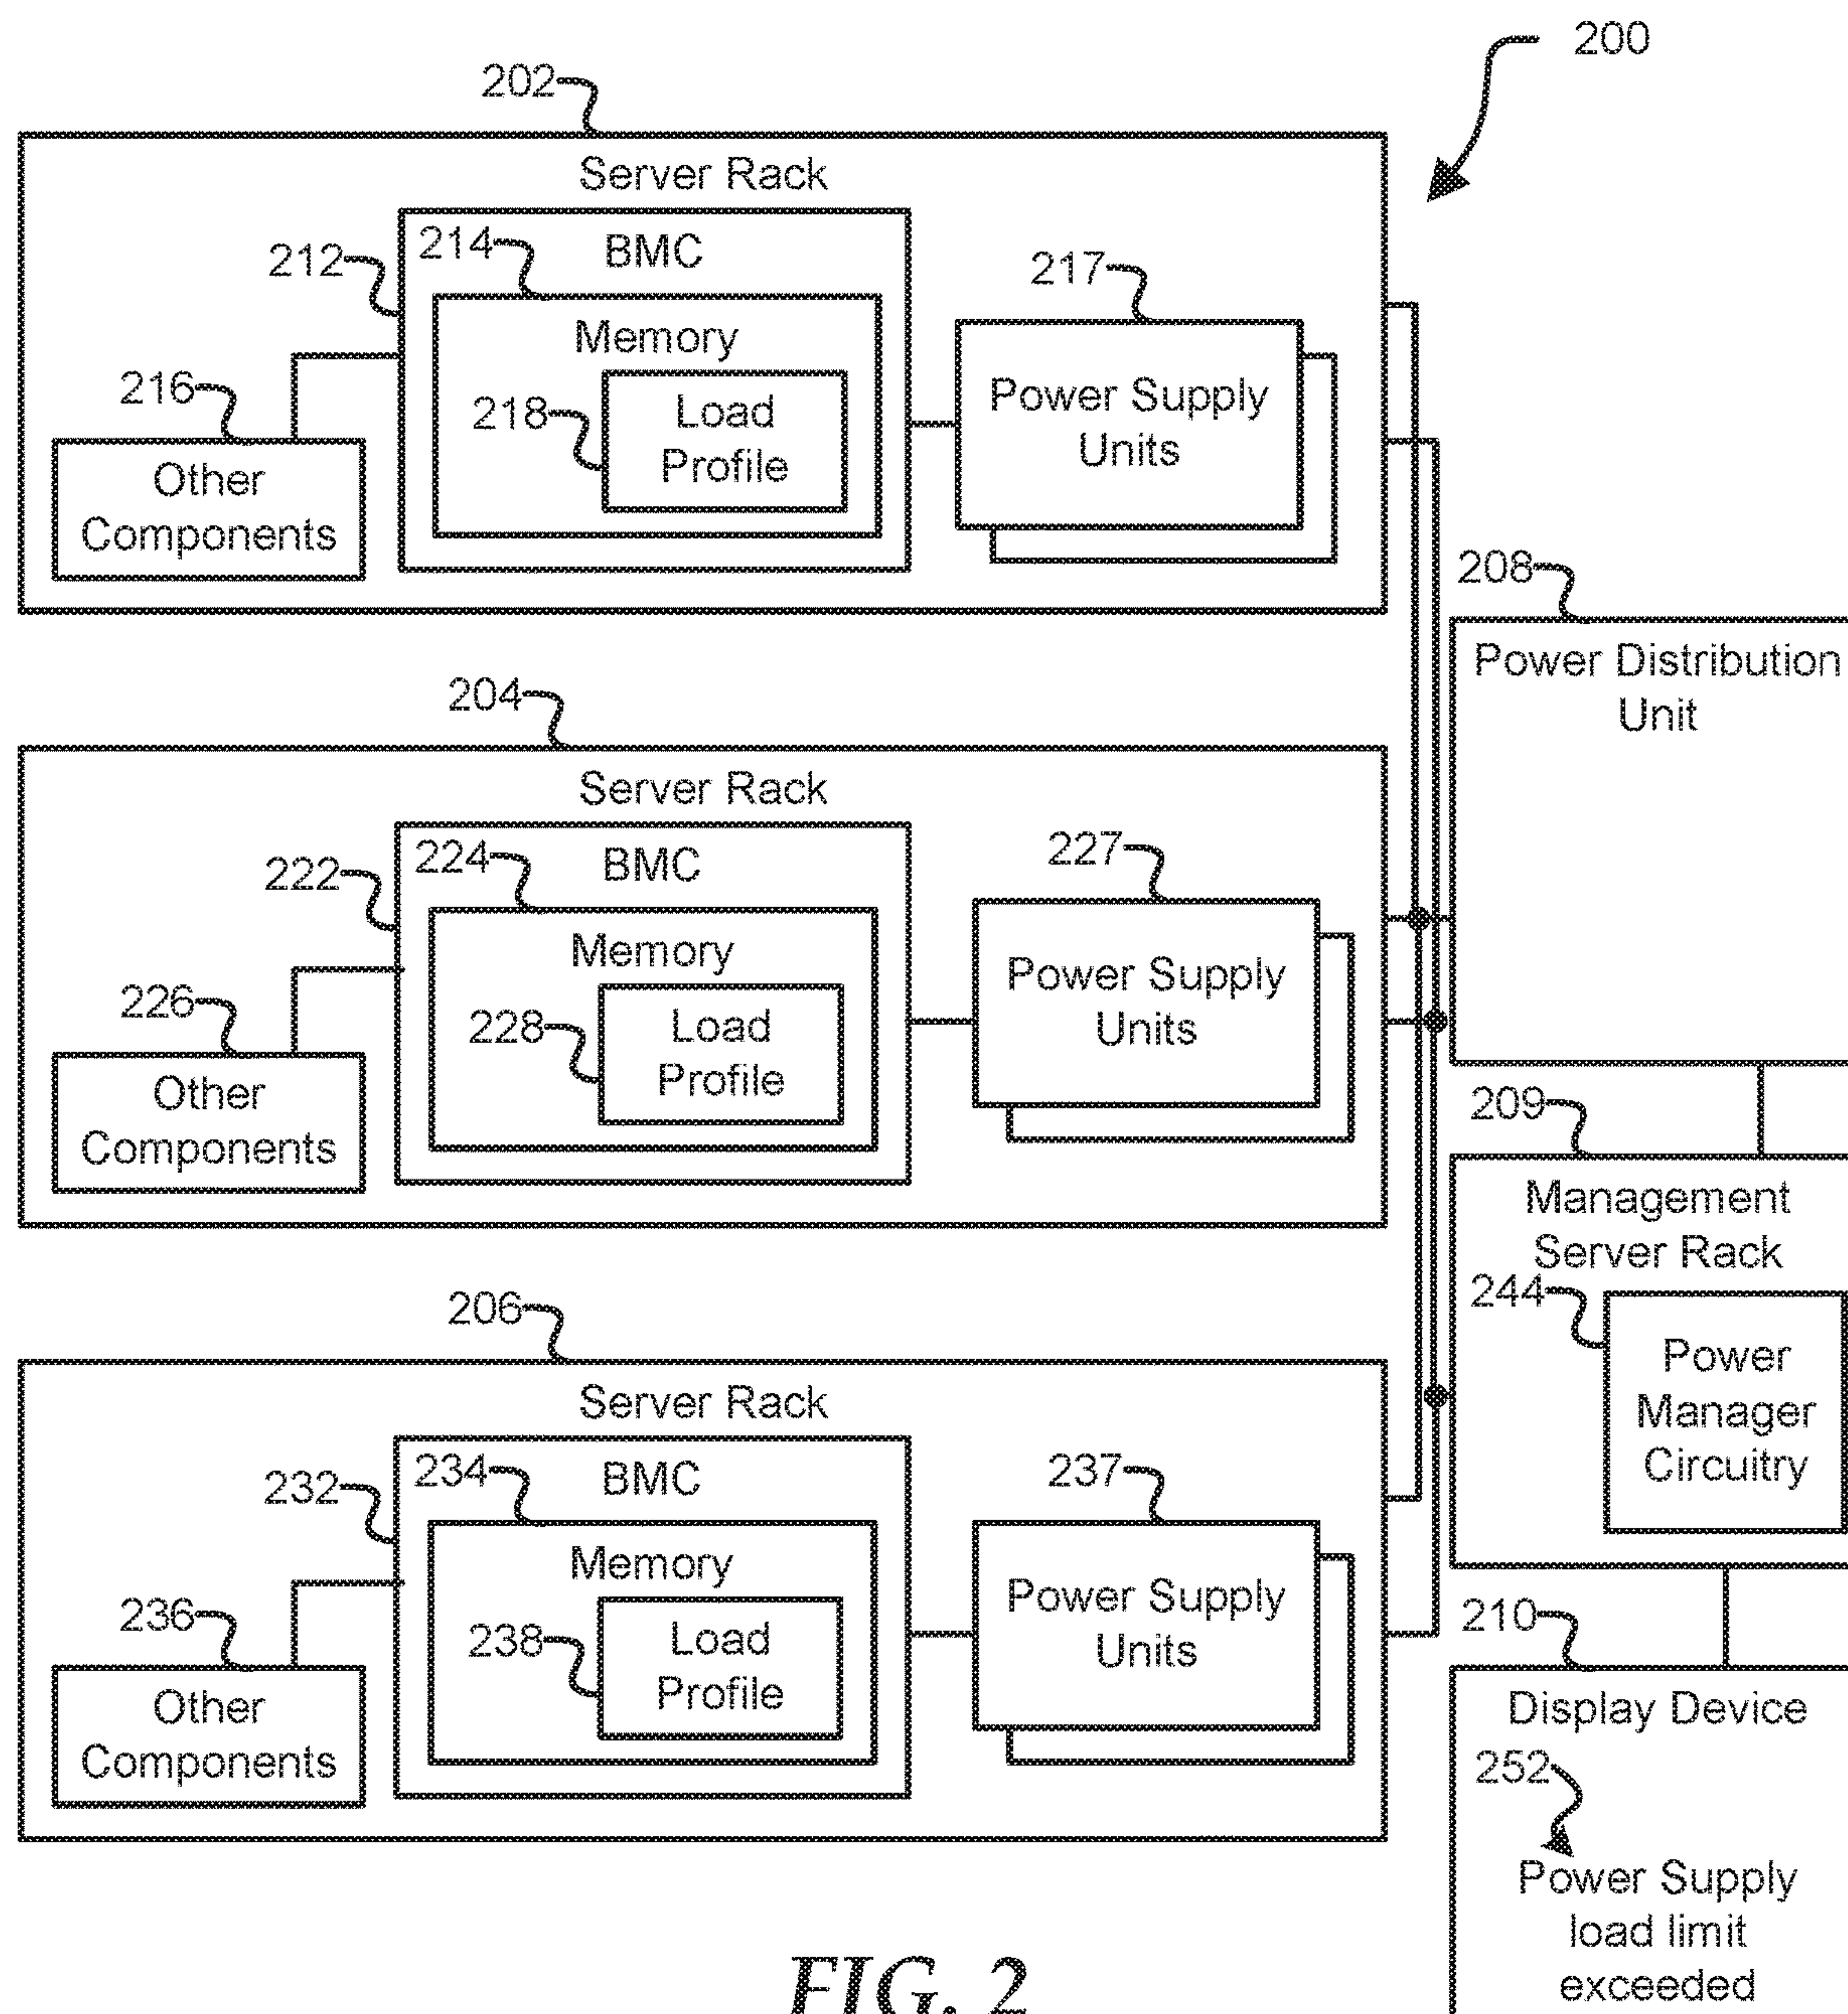 200
202
Server Rack
212
214
BMC
217
Memory
216
218
Load
Profile
Power Supply
Units
Other
Components
208
Power Distribution
Unit
204
Server Rack
222
224
BMC
227
Memory
226
228
Load
Profile
Power Supply
Units
Other
Components
209
Management
Server Rack
244
Power
Manager
Circuitry
206
Server Rack
232
234
BMC
237
Memory
236
238
Load
Profile
Power Supply
Units
Other
Components
210
Display Device
252
Power Supply
load limit
exceeded
FIG. 2